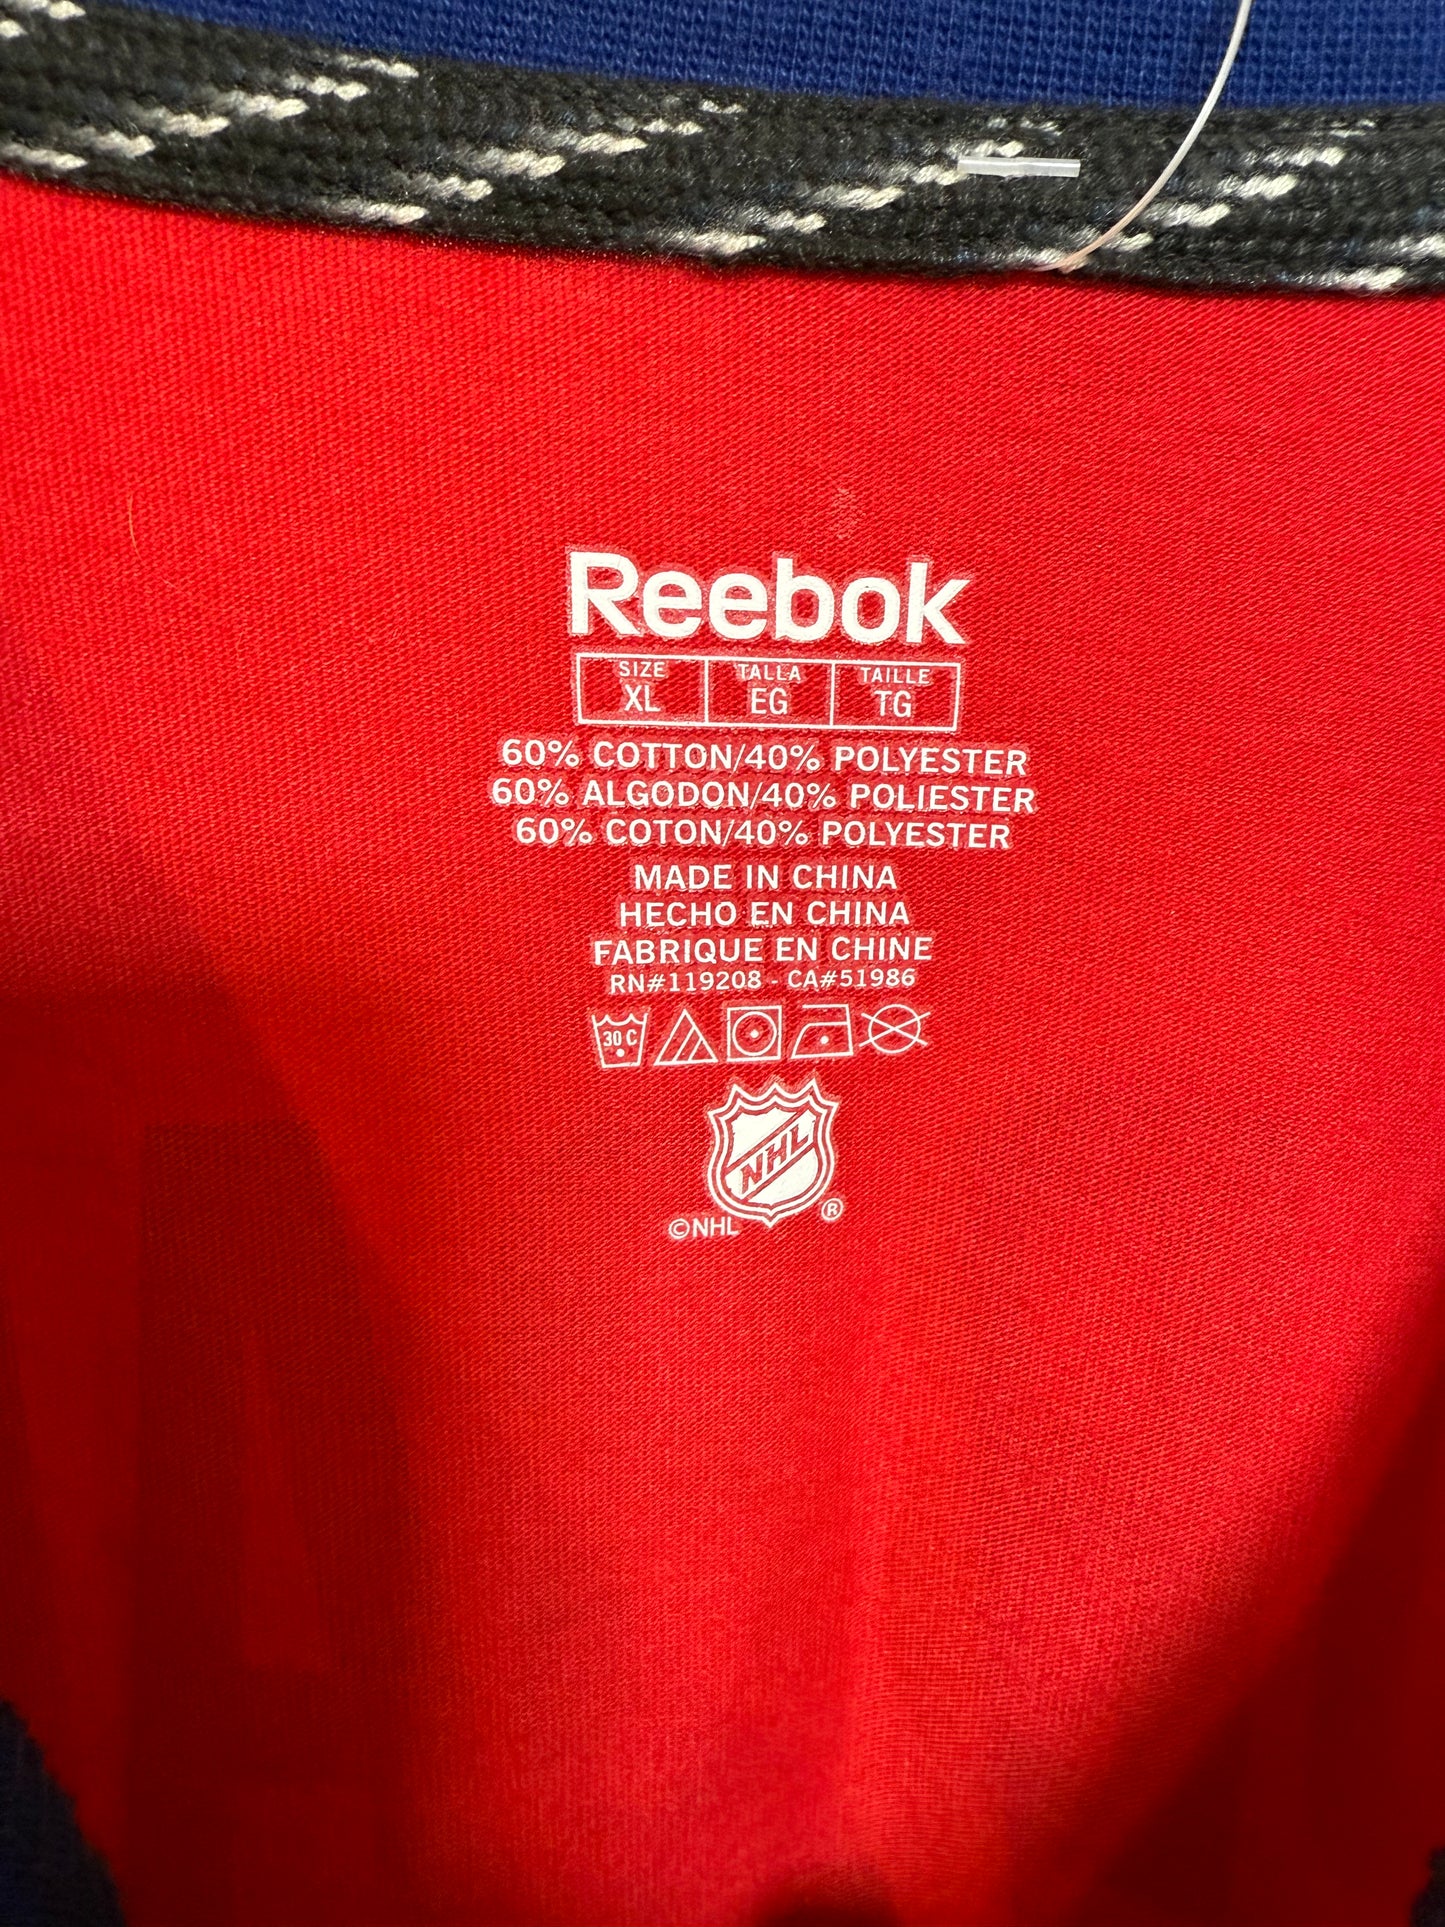 Reebok
SIZE TALLA TAILLE
XL EG TG
60% COTTON/40% POLYESTER
60% ALGODON/40% POLIESTER
60% COTON/40% POLYESTER
MADE IN CHINA
HECHO EN CHINA
FABRIQUE EN CHINE
RN#119208 - CA#51986
30 C
NHL
©NHL ®